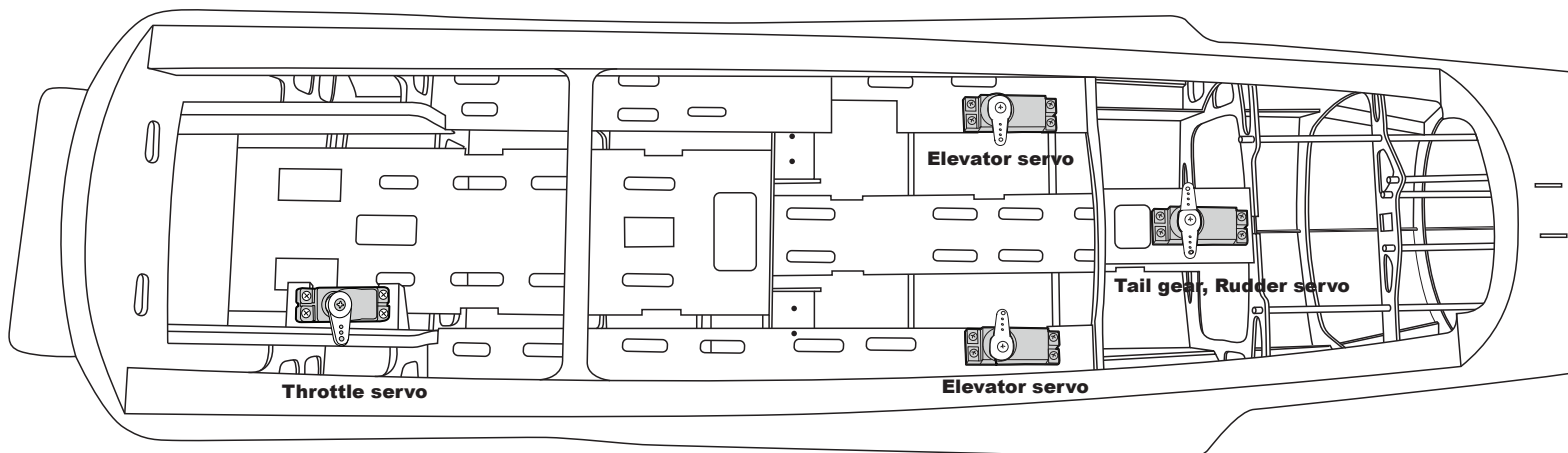 Elevator servo
Tail gear, Rudder servo
Throttle servo
Elevator servo